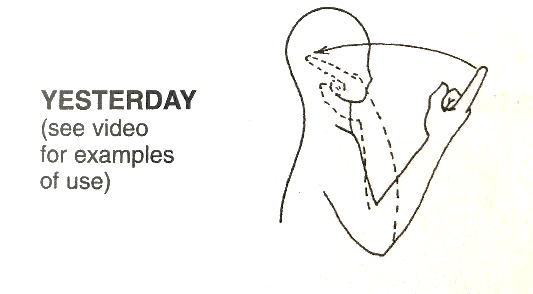 YESTERDAY
(see video
for examples
of use)